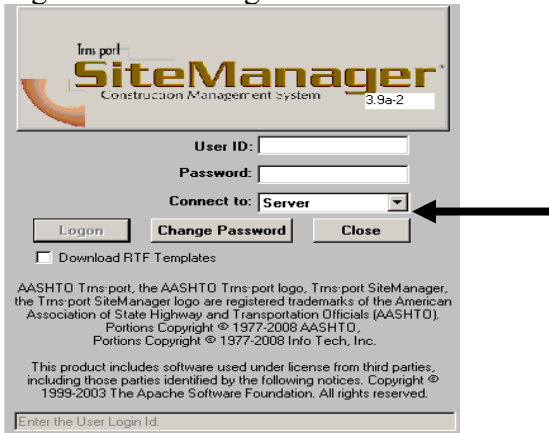 Trns·port
SiteManager
Construction Management System
3.9a-2
User ID:
Password:
Connect to: Server
Logon Change Password Close
Download RTF Templates
AASHTO Trns·port, the AASHTO Trns·port logo, Trns·port SiteManager,
the Trns·port SiteManager logo are registered trademarks of the American
Association of State Highway and Transportation Officials (AASHTO).
Portions Copyright © 1977-2008 AASHTO,
Portions Copyright © 1977-2008 Info Tech, Inc.
This product includes software used under license from third parties,
including those parties identified by the following notices. Copyright ©
1999-2003 The Apache Software Foundation. All rights reserved.
Enter the User Login Id.